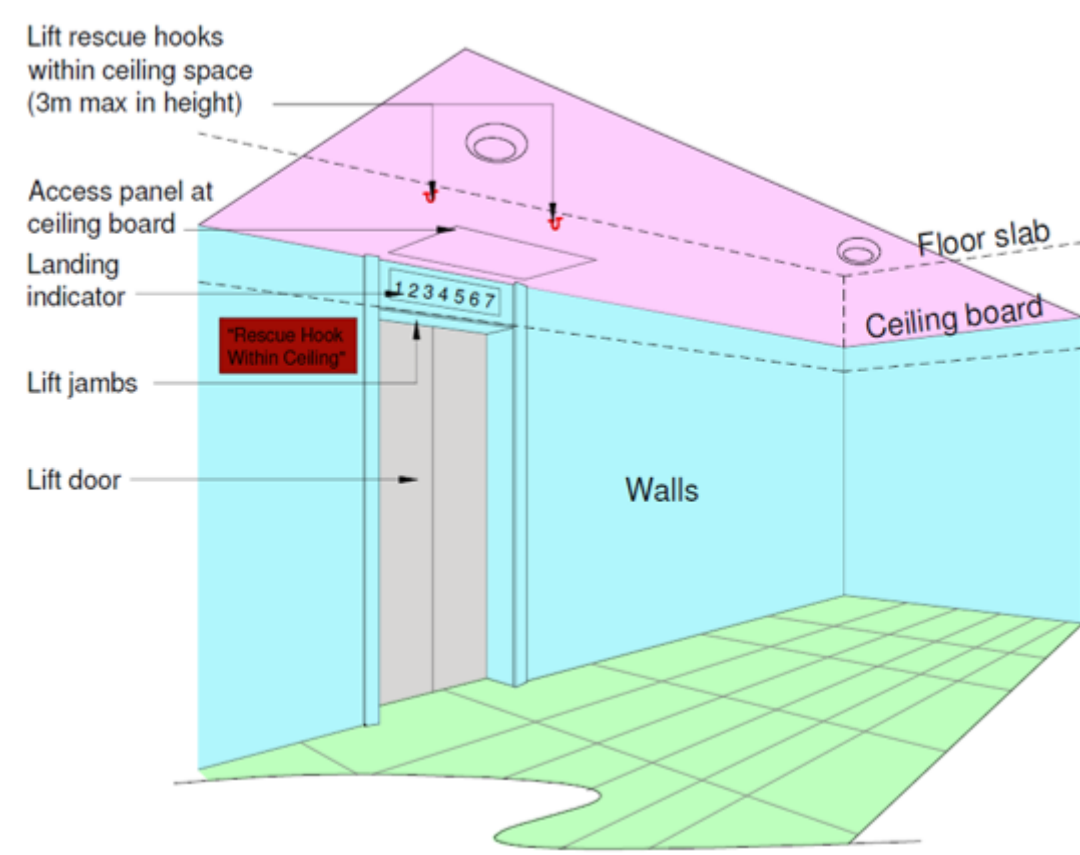 Lift rescue hooks
within ceiling space
(3m max in height)
Access panel at
ceiling board
Landing
indicator
1234567
"Rescue Hook
Within Ceiling"
Lift jambs
Lift door
Floor slab
Ceiling board
Walls